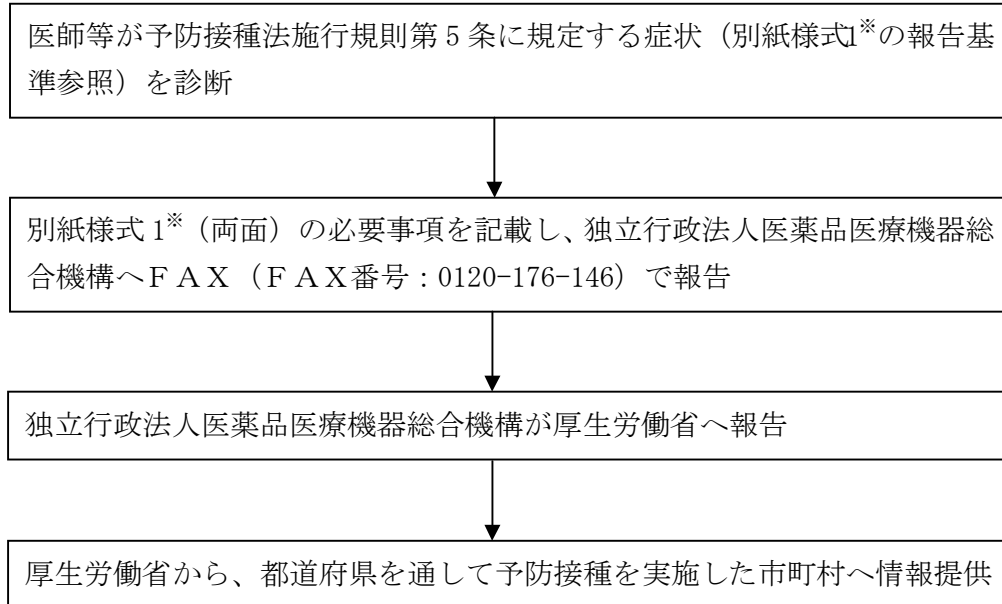 医師等が予防接種法施行規則第5条に規定する症状（別紙様式1※の報告基
準参照）を診断
別紙様式1※（両面）の必要事項を記載し、独立行政法人医薬品医療機器総
合機構へＦＡＸ（ＦＡＸ番号：0120-176-146）で報告
独立行政法人医薬品医療機器総合機構が厚生労働省へ報告
厚生労働省から、都道府県を通して予防接種を実施した市町村へ情報提供